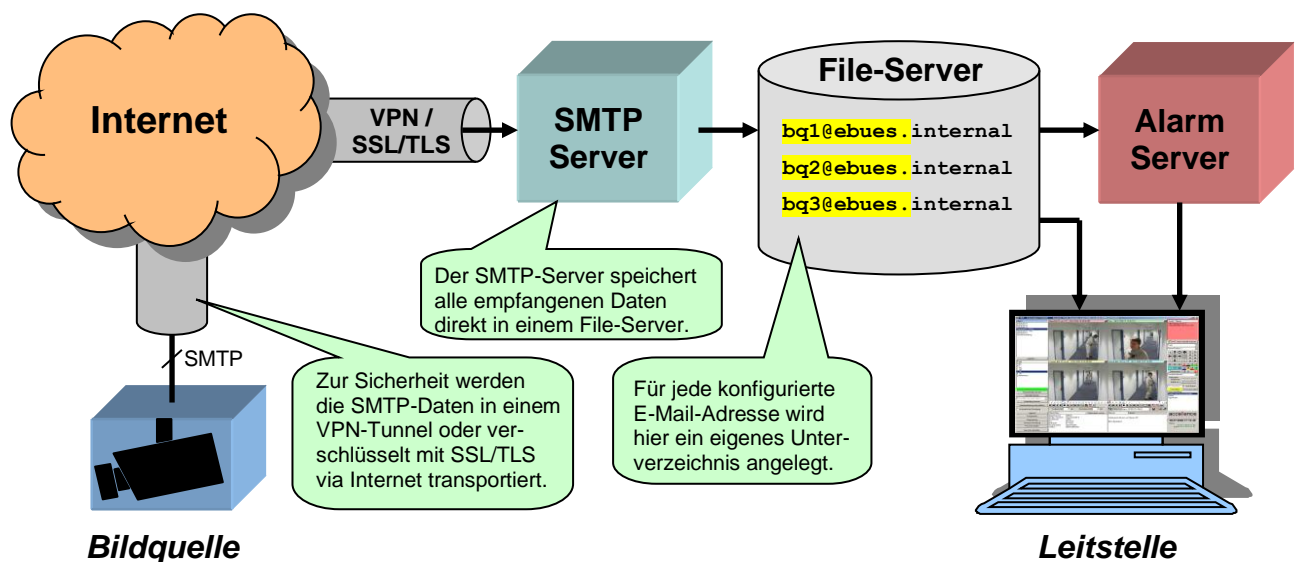 Internet
VPN /
SSL/TLS
SMTP
Server
File-Server
bq1@ebues.internal
bq2@ebues.internal
bq3@ebues.internal
Alarm
Server
Der SMTP-Server speichert
alle empfangenen Daten
direkt in einem File-Server.
SMTP
Zur Sicherheit werden
die SMTP-Daten in einem
VPN-Tunnel oder ver-
schlüsselt mit SSL/TLS
via Internet transportiert.
Für jede konfigurierte
E-Mail-Adresse wird
hier ein eigenes Unter-
verzeichnis angelegt.
Bildquelle
Leitstelle